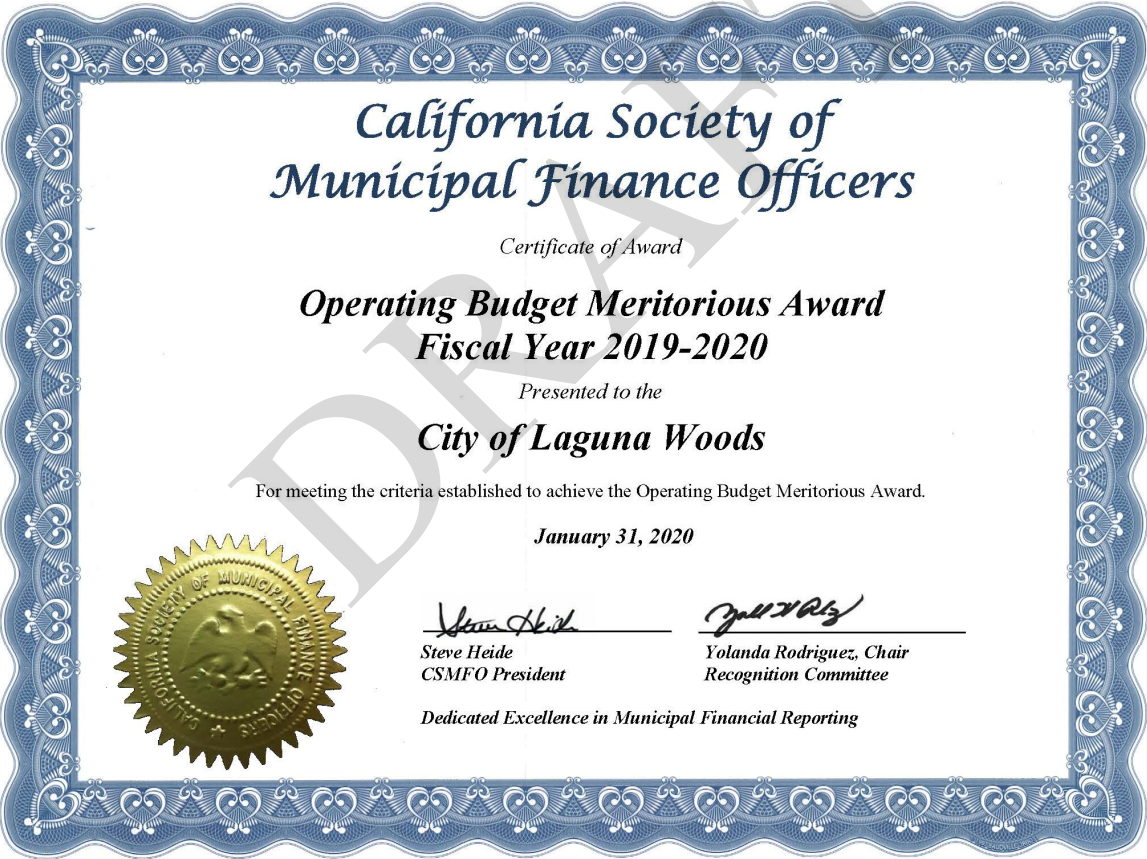 California Society of
Municipal Finance Officers
Certificate of Award
Operating Budget Meritorious Award
Fiscal Year 2019-2020
Presented to the
City of Laguna Woods
For meeting the criteria established to achieve the Operating Budget Meritorious Award.
January 31, 2020
Steve Heide
CSMFO President
Yolanda Rodriguez, Chair
Recognition Committee
Dedicated Excellence in Municipal Financial Reporting
CALIFORNIA SOCIETY OF MUNICIPAL FINANCE OFFICERS
DRAFT